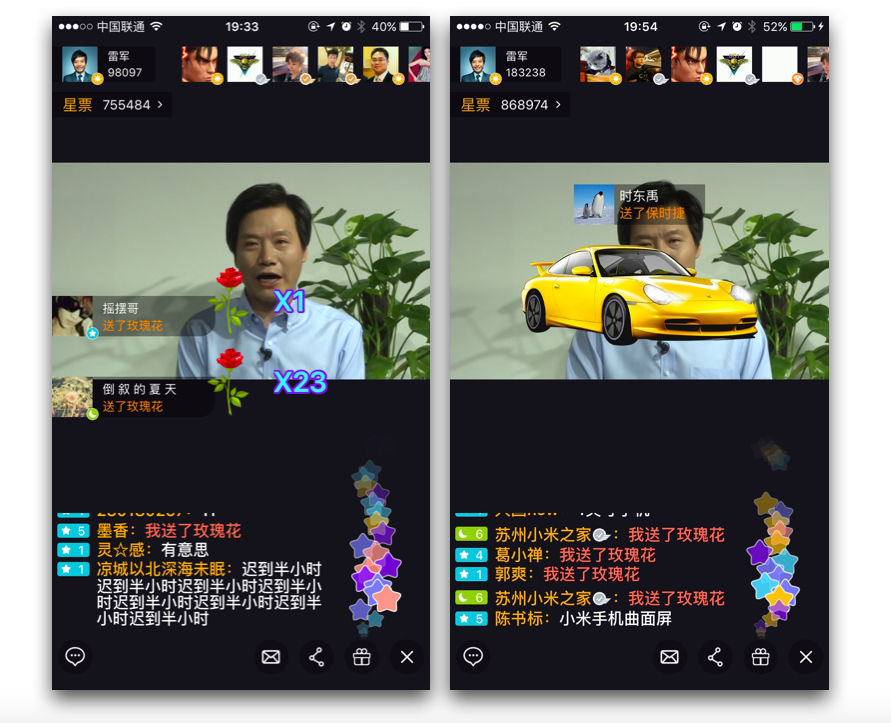 中国联通
19:33
40%
雷军
98097
星票 755484
摇摆哥
送了玫瑰花
X1
倒叙的夏天
送了玫瑰花
X23
5 墨香：我送了玫瑰花
1 灵☆感：有意思
1 凉城以北深海未眠：迟到半小时
迟到半小时迟到半小时迟到半小
时迟到半小时迟到半小时迟到半
小时迟到半小时
中国联通
19:54
52%
雷军
183238
星票 868974
时东禹
送了保时捷
6 苏州小米之家：我送了玫瑰花
4 葛小禅：我送了玫瑰花
1 郭爽：我送了玫瑰花
6 苏州小米之家：我送了玫瑰花
5 陈书标：小米手机曲面屏